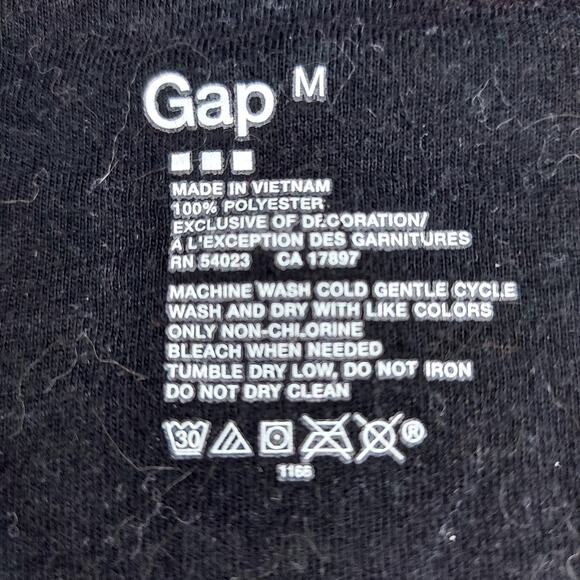 Gap M
MADE IN VIETNAM
100% POLYESTER
EXCLUSIVE OF DECORATION/
À L'EXCEPTION DES GARNITURES
RN 54023 CA 17897
MACHINE WASH COLD GENTLE CYCLE
WASH AND DRY WITH LIKE COLORS
ONLY NON-CHLORINE
BLEACH WHEN NEEDED
TUMBLE DRY LOW, DO NOT IRON
DO NOT DRY CLEAN
30 ®